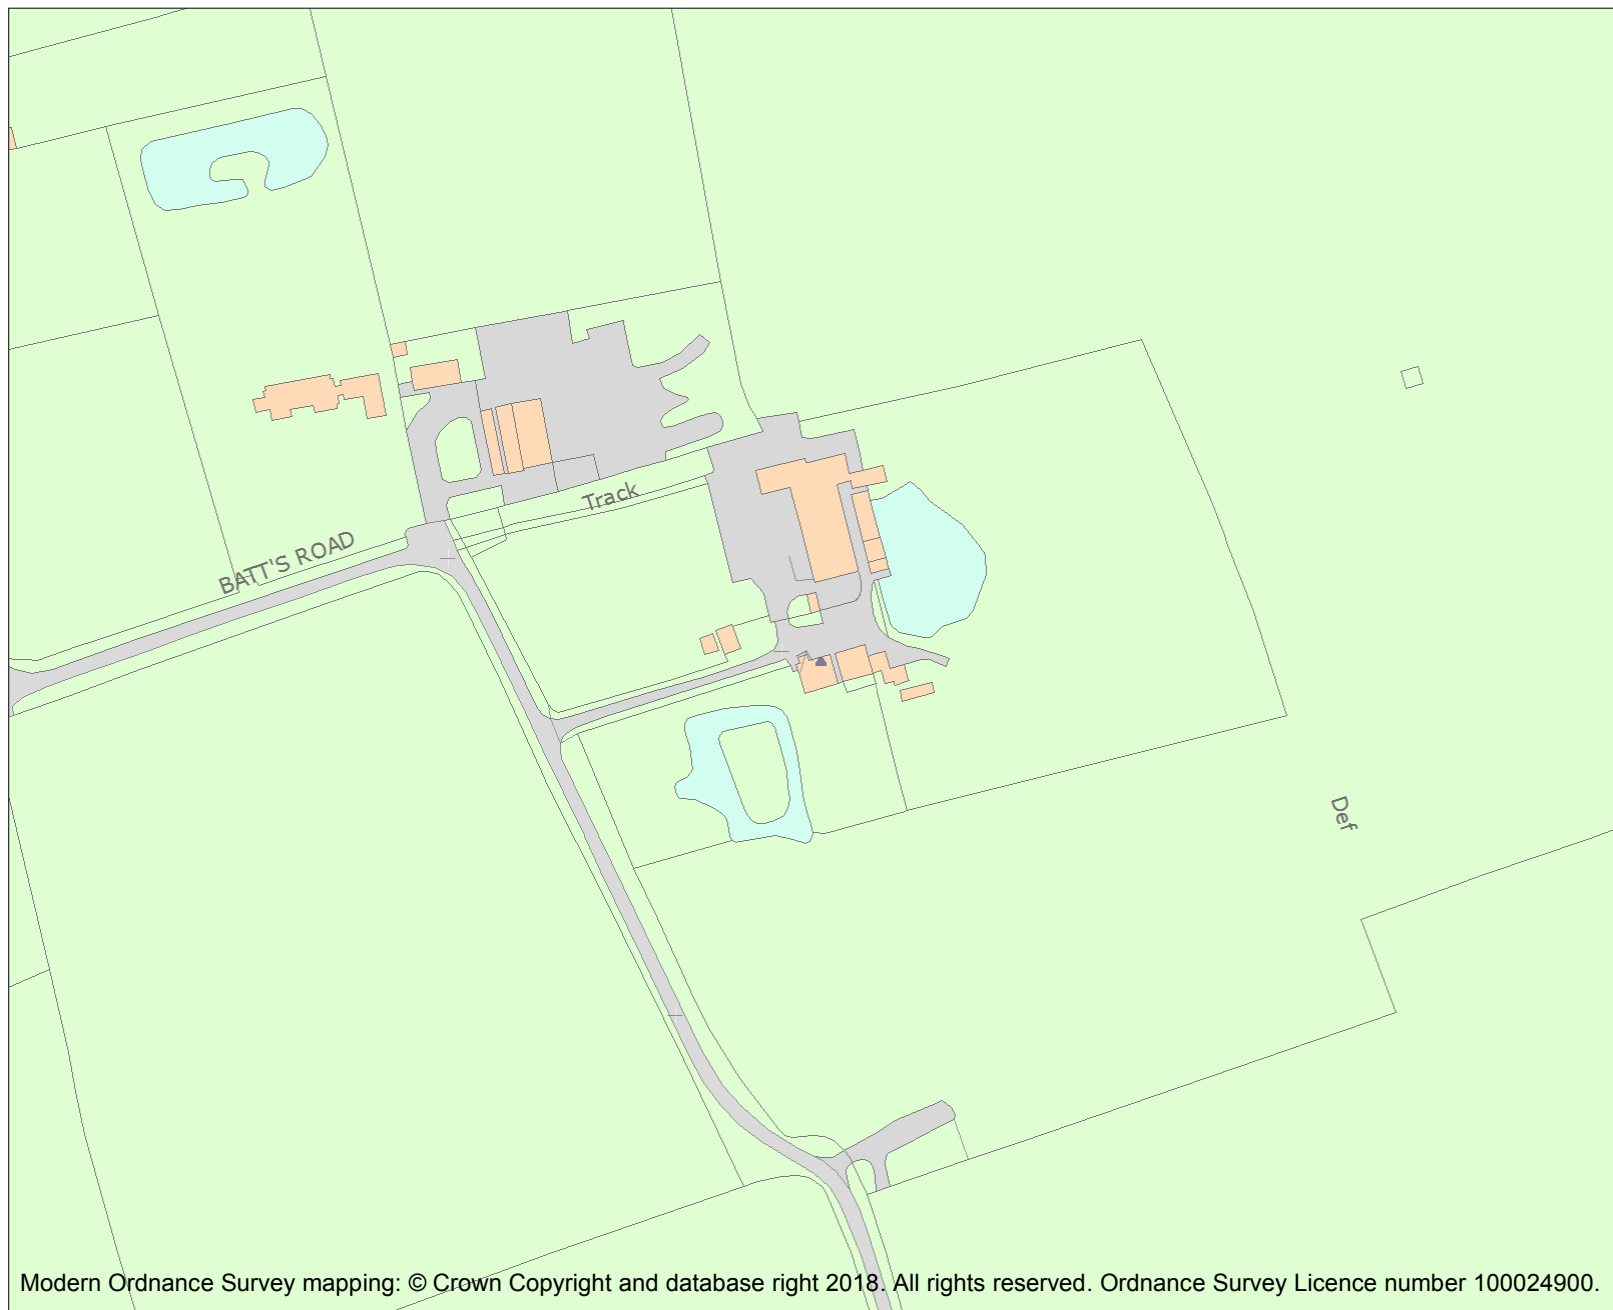 Track
BATT'S ROAD
Def
Modern Ordnance Survey mapping: © Crown Copyright and database right 2018. All rights reserved. Ordnance Survey Licence number 100024900.